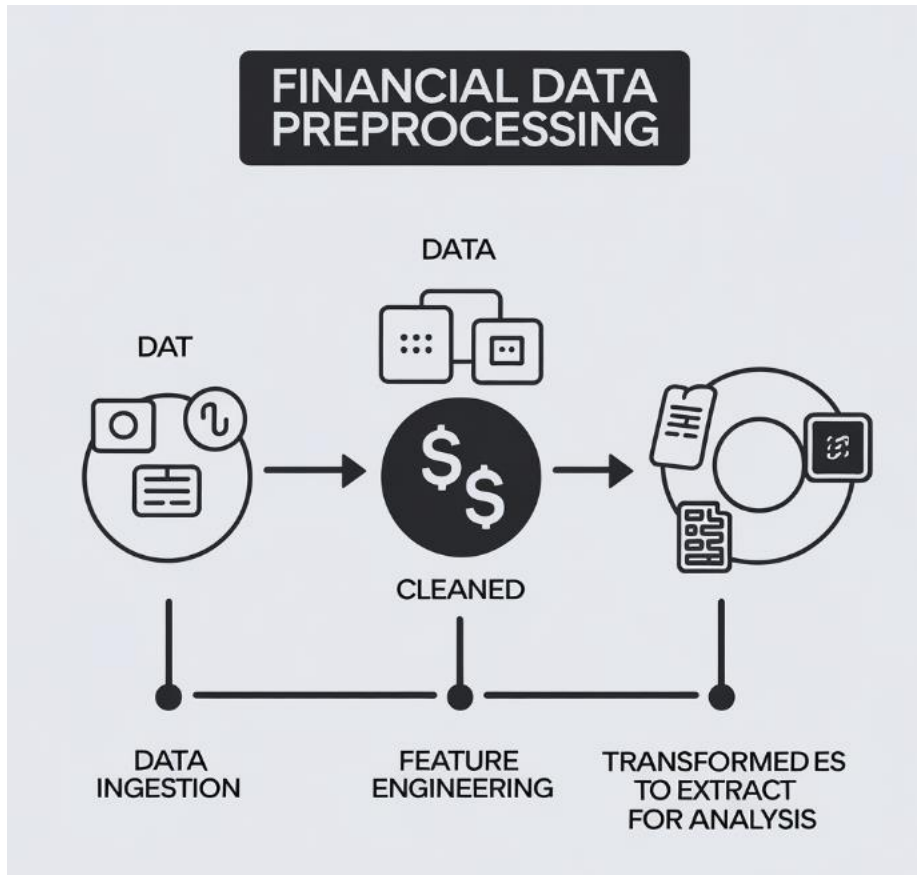 FINANCIAL DATA
PREPROCESSING
DATA
DAT
$
$
CLEANED
DATA
INGESTION
FEATURE
ENGINEERING
TRANSFORMED ES
TO EXTRACT
FOR ANALYSIS